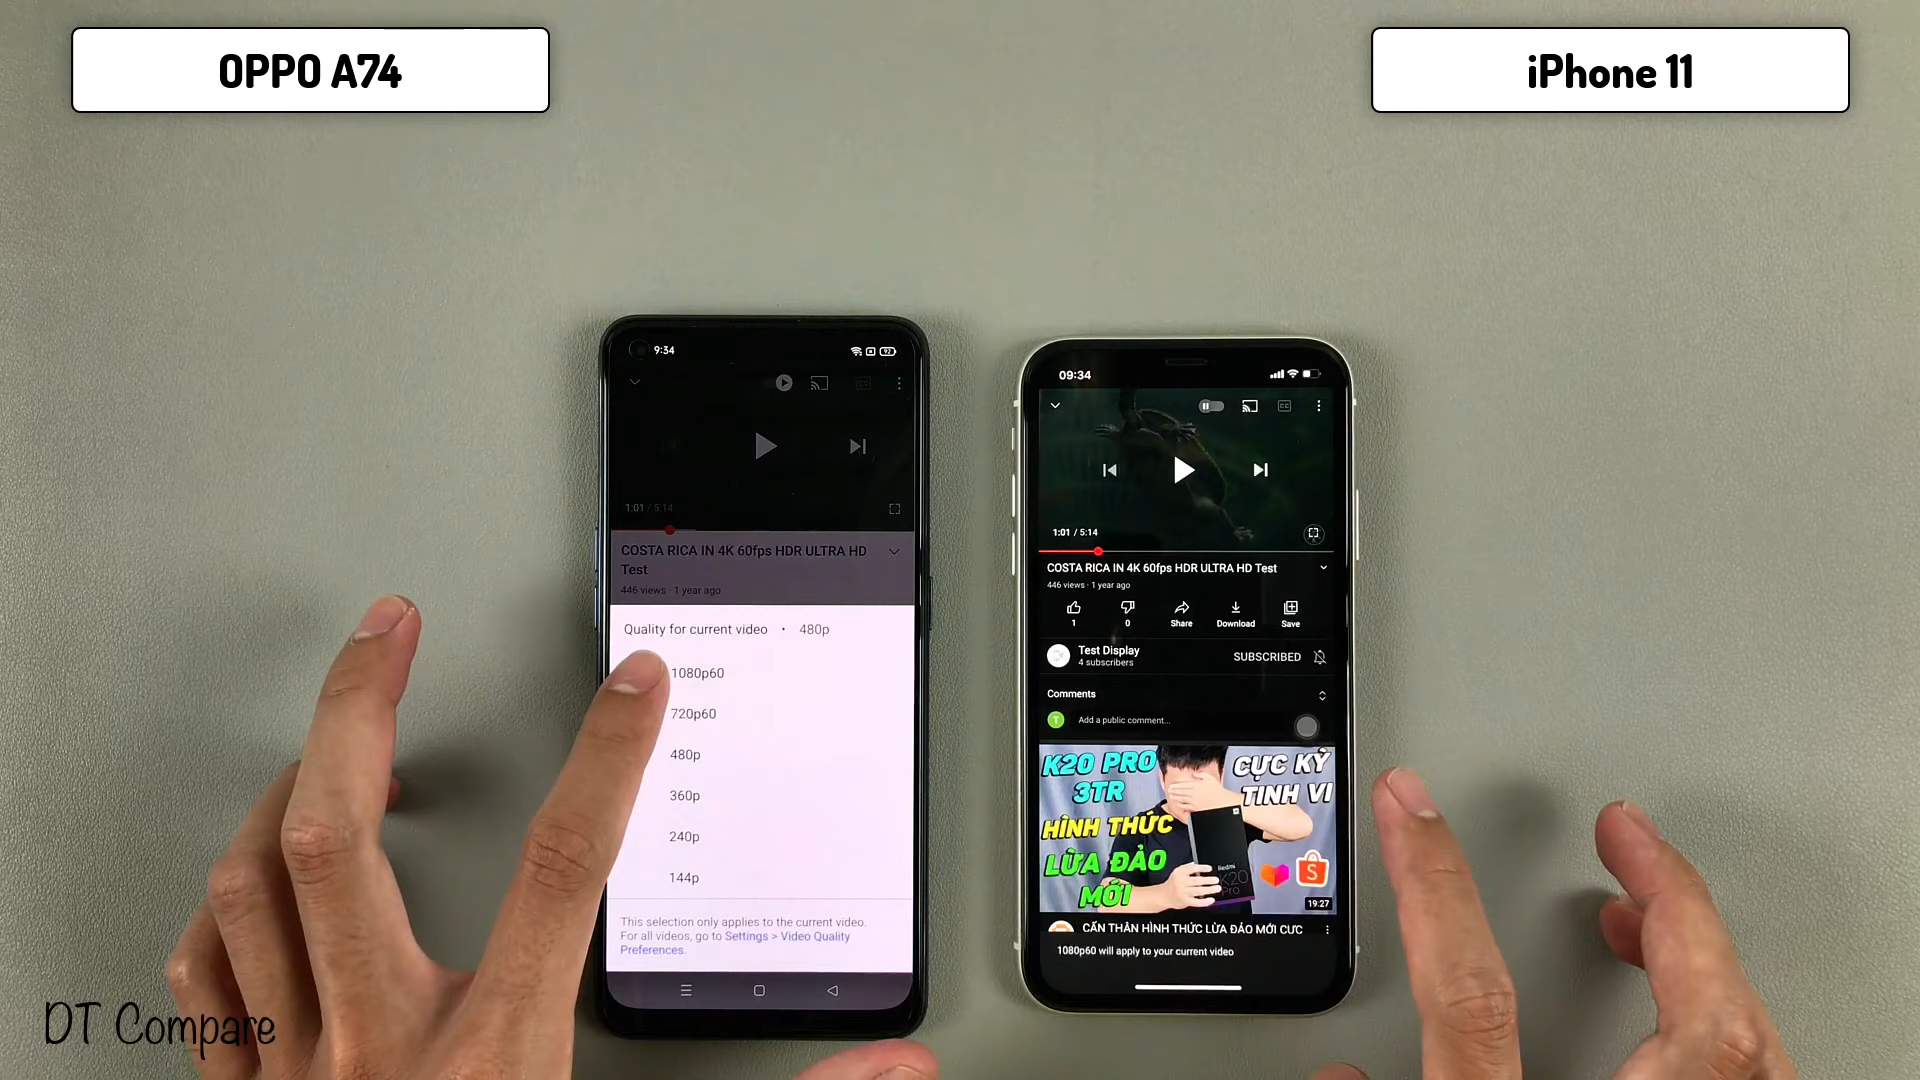 OPPO A74
iPhone 11
9:34
92
1:01 / 5:14
COSTA RICA IN 4K 60fps HDR ULTRA HD
Test
446 views · 1 year ago
Quality for current video • 480p
1080p60
720p60
480p
360p
240p
144p
This selection only applies to the current video.
For all videos, go to Settings > Video Quality
Preferences.
09:34
CC
1:01 / 5:14
COSTA RICA IN 4K 60fps HDR ULTRA HD Test
446 views · 1 year ago
1 0 Share Download Save
Test Display
4 subscribers
SUBSCRIBED
Comments
T Add a public comment...
K20 PRO
3TR
CỰC KỲ
TINH VI
HÌNH THỨC
LỪA ĐẢO
MỚI
Redmi
K20
Pro
S
19:27
CẨN THẬN HÌNH THỨC LỪA ĐẢO MỚI CỰC
1080p60 will apply to your current video
DT Compare